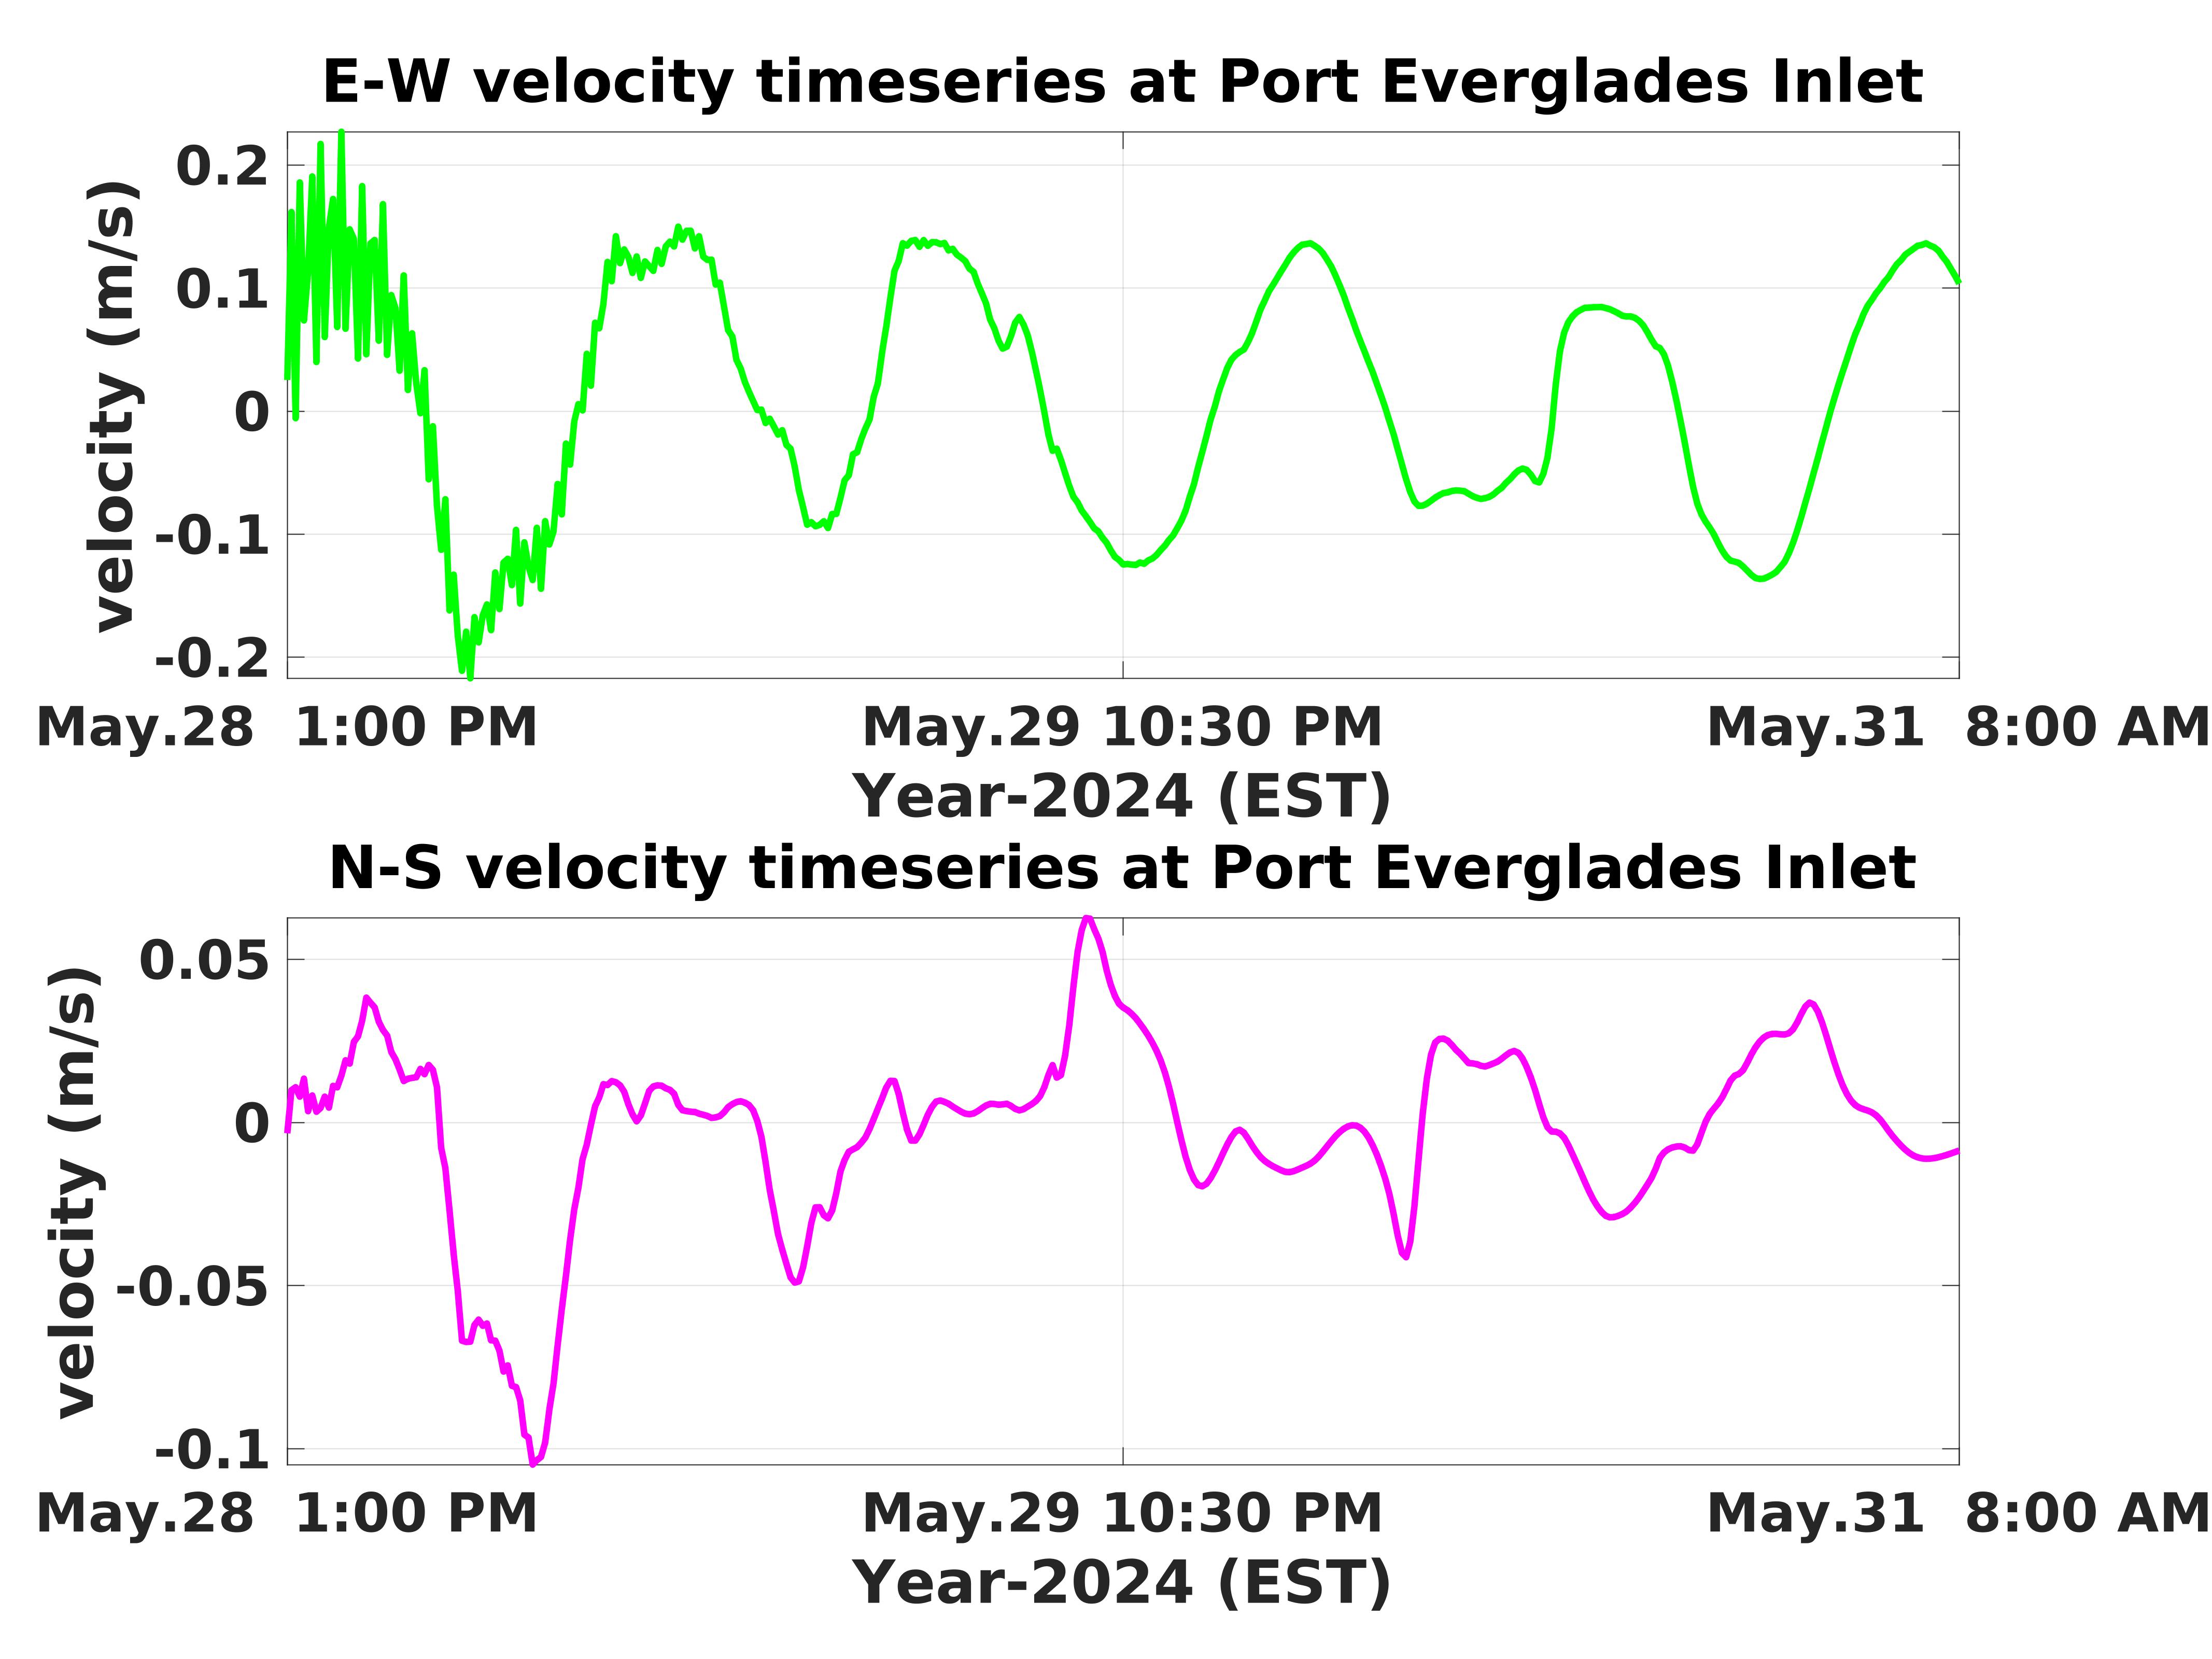 E-W velocity timeseries at Port Everglades Inlet
velocity (m/s)
0.2
0.1
0
-0.1
-0.2
May.28  1:00 PM
May.29 10:30 PM
May.31  8:00 AM
Year-2024 (EST)
N-S velocity timeseries at Port Everglades Inlet
velocity (m/s)
0.05
0
-0.05
-0.1
May.28  1:00 PM
May.29 10:30 PM
May.31  8:00 AM
Year-2024 (EST)